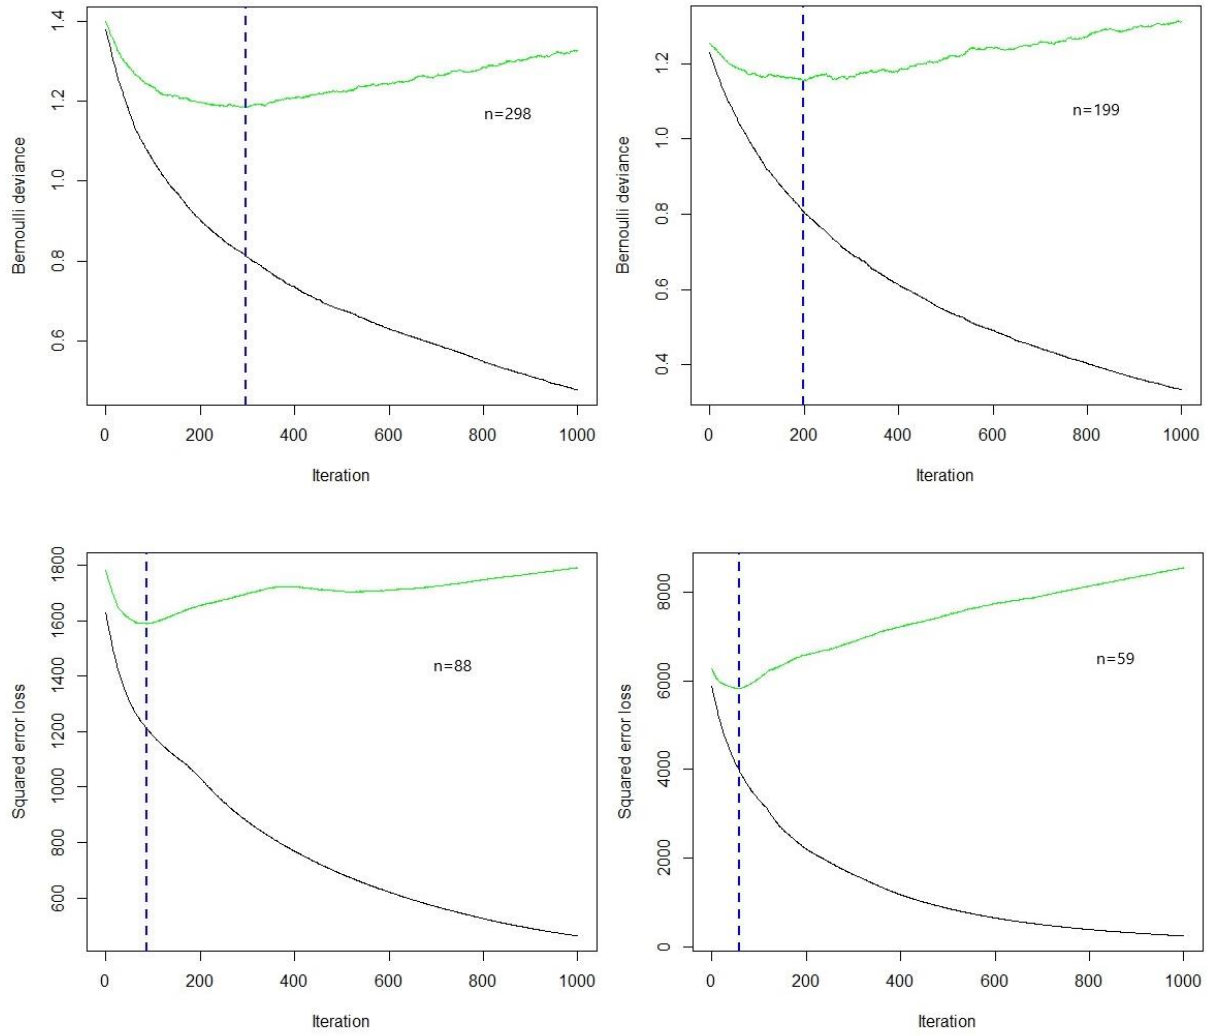 1.4
1.2
1.0
0.8
0.6
Bernoulli deviance
n=298
0 200 400 600 800 1000
Iteration
1.2
1.0
0.8
0.6
0.4
Bernoulli deviance
n=199
0 200 400 600 800 1000
Iteration
1800
1600
1400
1200
1000
800
600
Squared error loss
n=88
0 200 400 600 800 1000
Iteration
8000
6000
4000
2000
0
Squared error loss
n=59
0 200 400 600 800 1000
Iteration